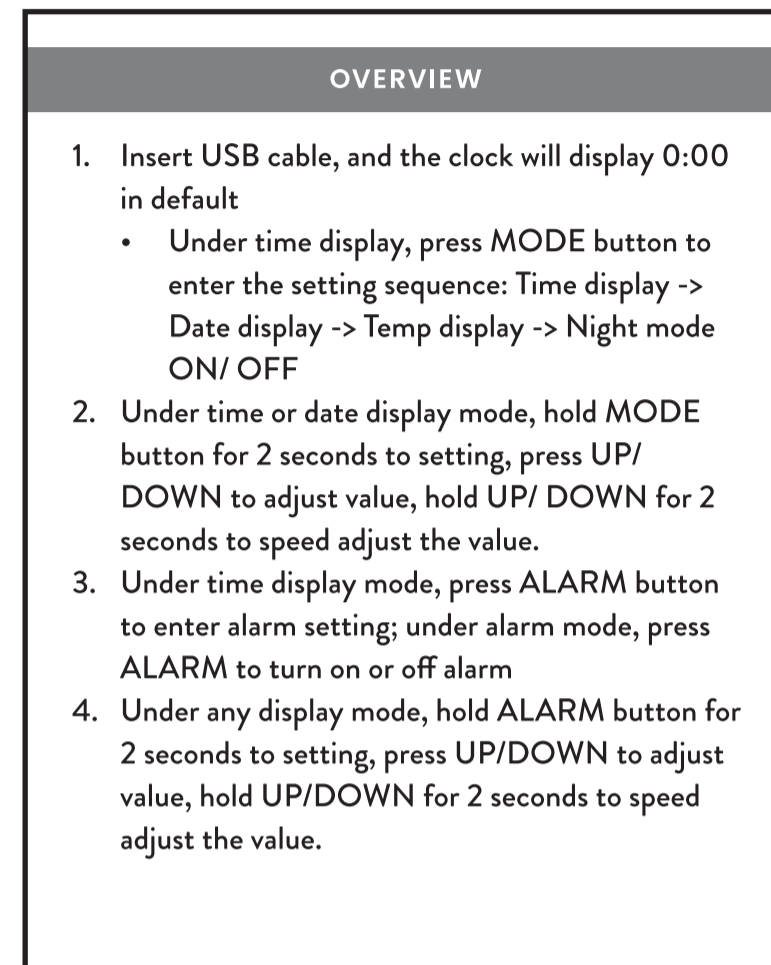 OVERVIEW
1. Insert USB cable, and the clock will display 0:00
in default
• Under time display, press MODE button to
enter the setting sequence: Time display ->
Date display -> Temp display -> Night mode
ON/ OFF
2. Under time or date display mode, hold MODE
button for 2 seconds to setting, press UP/
DOWN to adjust value, hold UP/ DOWN for 2
seconds to speed adjust the value.
3. Under time display mode, press ALARM button
to enter alarm setting; under alarm mode, press
ALARM to turn on or off alarm
4. Under any display mode, hold ALARM button for
2 seconds to setting, press UP/DOWN to adjust
value, hold UP/DOWN for 2 seconds to speed
adjust the value.